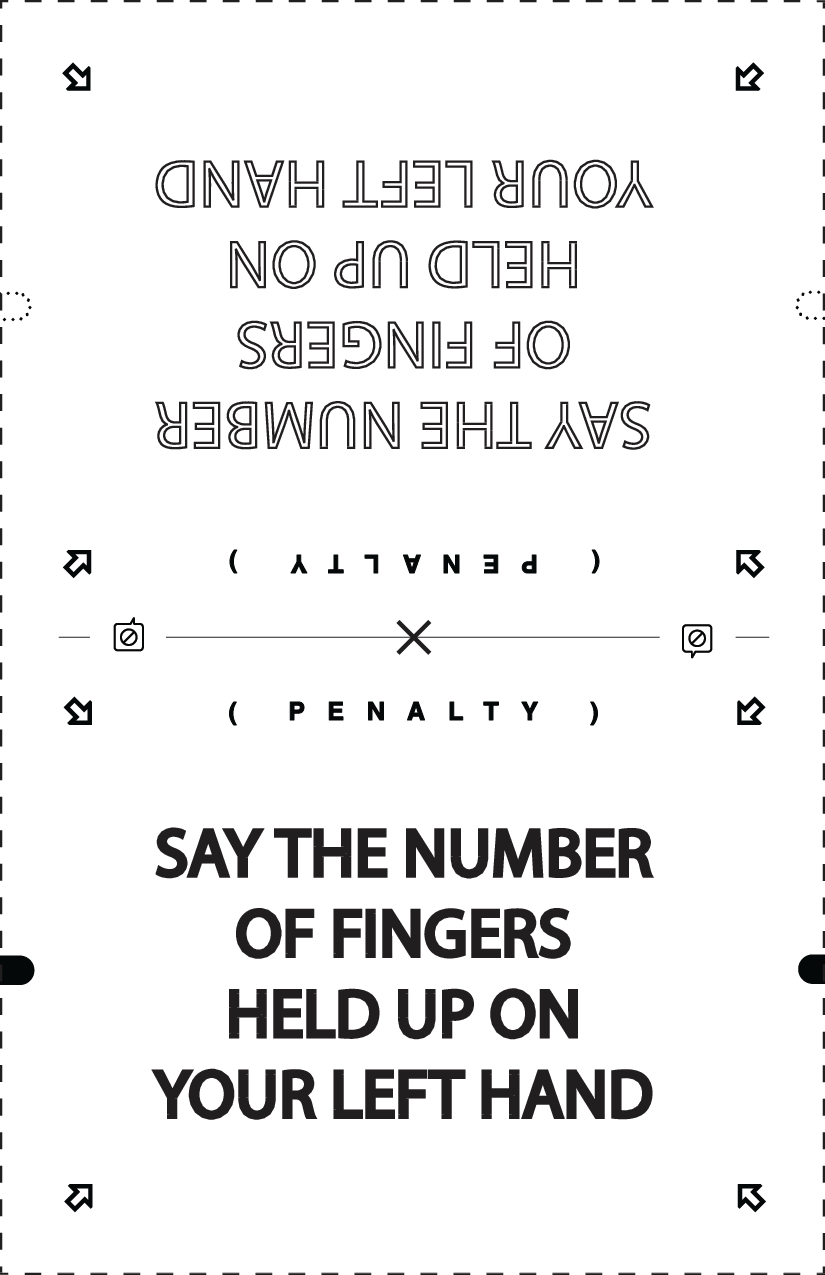 SAY THE NUMBER
OF FINGERS
HELD UP ON
YOUR LEFT HAND
( PENALTY )
( PENALTY )
SAY THE NUMBER
OF FINGERS
HELD UP ON
YOUR LEFT HAND